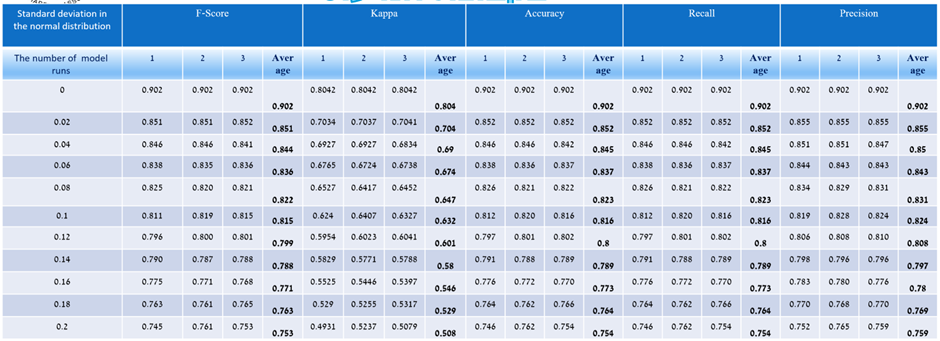 Standard deviation in the normal distribution F-Score Kappa Accuracy Recall Precision
The number of model runs 1 2 3 Average 1 2 3 Average 1 2 3 Average 1 2 3 Average 1 2 3 Average
0 0.902 0.902 0.902 0.902 0.8042 0.8042 0.8042 0.804 0.902 0.902 0.902 0.902 0.902 0.902 0.902 0.902 0.902 0.902 0.902 0.902
0.02 0.851 0.851 0.852 0.851 0.7034 0.7037 0.7041 0.704 0.852 0.852 0.852 0.852 0.852 0.852 0.852 0.852 0.855 0.855 0.855 0.855
0.04 0.846 0.846 0.841 0.844 0.6927 0.6927 0.6834 0.69 0.846 0.846 0.842 0.845 0.846 0.846 0.842 0.845 0.851 0.851 0.847 0.85
0.06 0.838 0.835 0.836 0.836 0.6765 0.6724 0.6738 0.674 0.838 0.836 0.837 0.837 0.838 0.836 0.837 0.837 0.844 0.843 0.843 0.843
0.08 0.825 0.820 0.821 0.822 0.6527 0.6417 0.6452 0.647 0.826 0.821 0.822 0.823 0.826 0.821 0.822 0.823 0.834 0.829 0.831 0.831
0.1 0.811 0.819 0.815 0.815 0.624 0.6407 0.6327 0.632 0.812 0.820 0.816 0.816 0.812 0.820 0.816 0.816 0.819 0.828 0.824 0.824
0.12 0.796 0.800 0.801 0.799 0.5954 0.6023 0.6041 0.601 0.797 0.801 0.802 0.8 0.797 0.801 0.802 0.8 0.806 0.808 0.810 0.808
0.14 0.790 0.787 0.788 0.788 0.5829 0.5771 0.5788 0.58 0.791 0.788 0.789 0.789 0.791 0.788 0.789 0.789 0.798 0.796 0.796 0.797
0.16 0.775 0.771 0.768 0.771 0.5525 0.5446 0.5397 0.546 0.776 0.772 0.770 0.773 0.776 0.772 0.770 0.773 0.783 0.780 0.776 0.78
0.18 0.763 0.761 0.765 0.763 0.529 0.5255 0.5317 0.529 0.764 0.762 0.766 0.764 0.764 0.762 0.766 0.764 0.770 0.768 0.770 0.769
0.2 0.745 0.761 0.753 0.753 0.4931 0.5237 0.5079 0.508 0.746 0.762 0.754 0.754 0.746 0.762 0.754 0.754 0.752 0.765 0.759 0.759